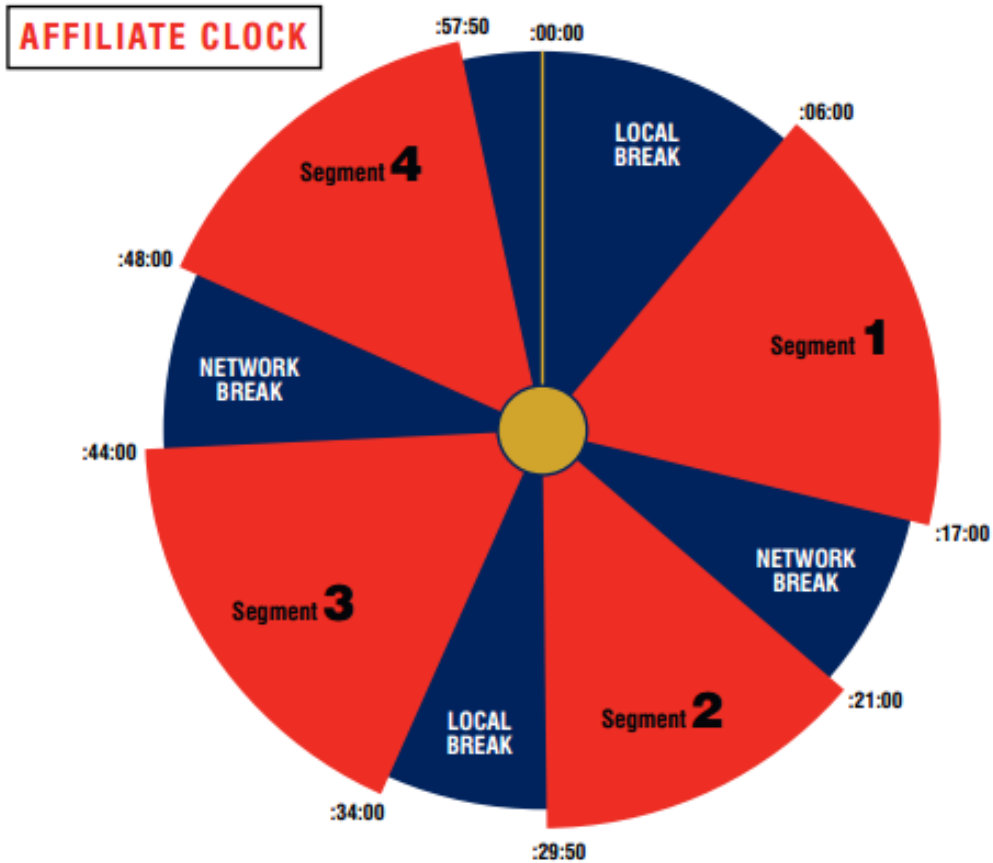 AFFILIATE CLOCK
:57:50
:00:00
LOCAL
BREAK
:06:00
Segment 4
:48:00
Segment 1
NETWORK
BREAK
:44:00
:17:00
NETWORK
BREAK
Segment 3
:21:00
Segment 2
LOCAL
BREAK
:34:00
:29:50